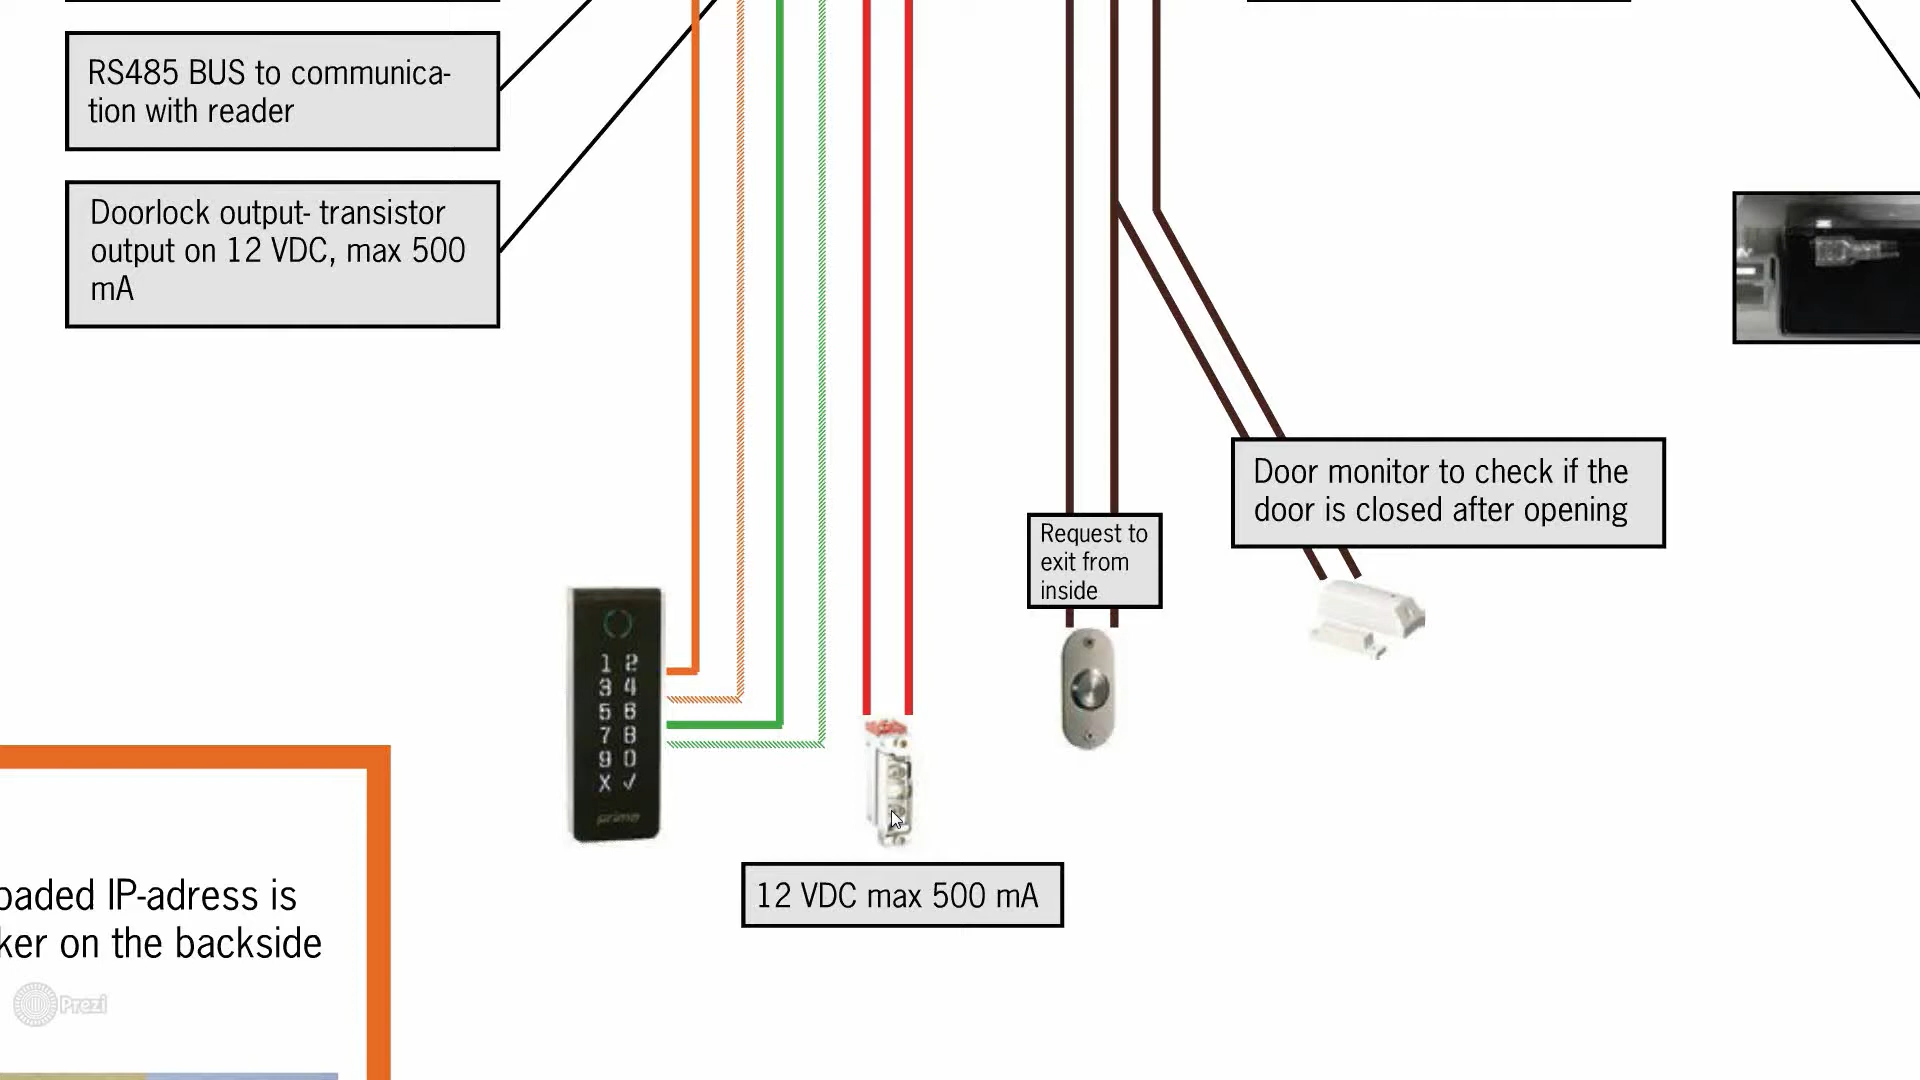 RS485 BUS to communica-
tion with reader
Doorlock output- transistor
output on 12 VDC, max 500
mA
Door monitor to check if the
door is closed after opening
Request to
exit from
inside
1 2
3 4
5 6
7 8
9 0
X ✓
prima
12 VDC max 500 mA
oaded IP-adress is
ker on the backside
Prezi